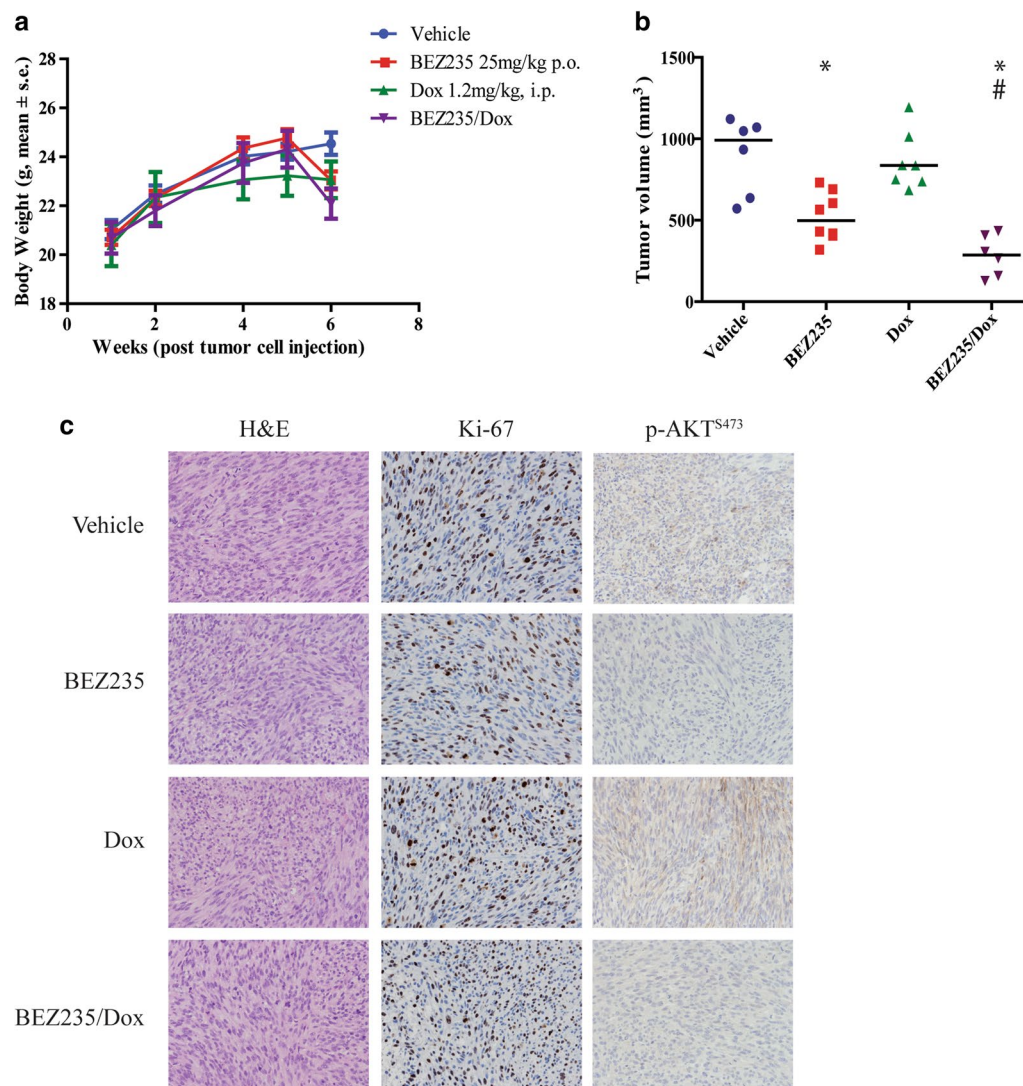 a
Vehicle
BEZ235 25mg/kg p.o.
Dox 1.2mg/kg, i.p.
BEZ235/Dox
Body Weight (g, mean ± s.e.)
28
26
24
22
20
18
0
2
4
6
8
Weeks (post tumor cell injection)
b
Tumor volume (mm³)
1500
1000
500
0
*
*
#
Vehicle
BEZ235
Dox
BEZ235/Dox
c
H&E
Ki-67
p-AKTS473
Vehicle
BEZ235
Dox
BEZ235/Dox